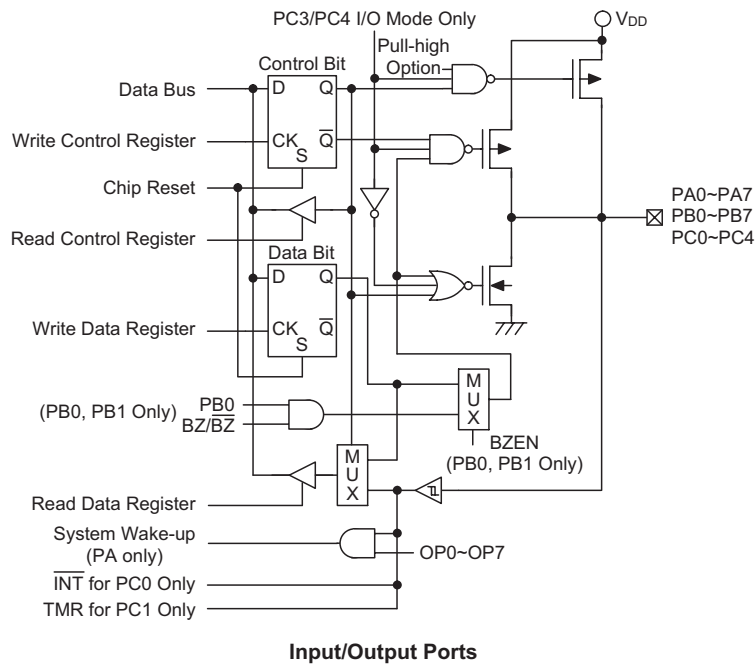 PC3/PC4 I/O Mode Only
VDD
Pull-high
Option
Control Bit
Data Bus
D
Q
Write Control Register
CK
Q̅
S
Chip Reset
PA0~PA7
PB0~PB7
PC0~PC4
Read Control Register
Data Bit
D
Q
Write Data Register
CK
Q̅
S
M
U
X
(PB0, PB1 Only)
PB0
BZ/B̅Z̅
BZEN
(PB0, PB1 Only)
M
U
X
Read Data Register
System Wake-up
(PA only)
OP0~OP7
I̅N̅T̅ for PC0 Only
TMR for PC1 Only
Input/Output Ports